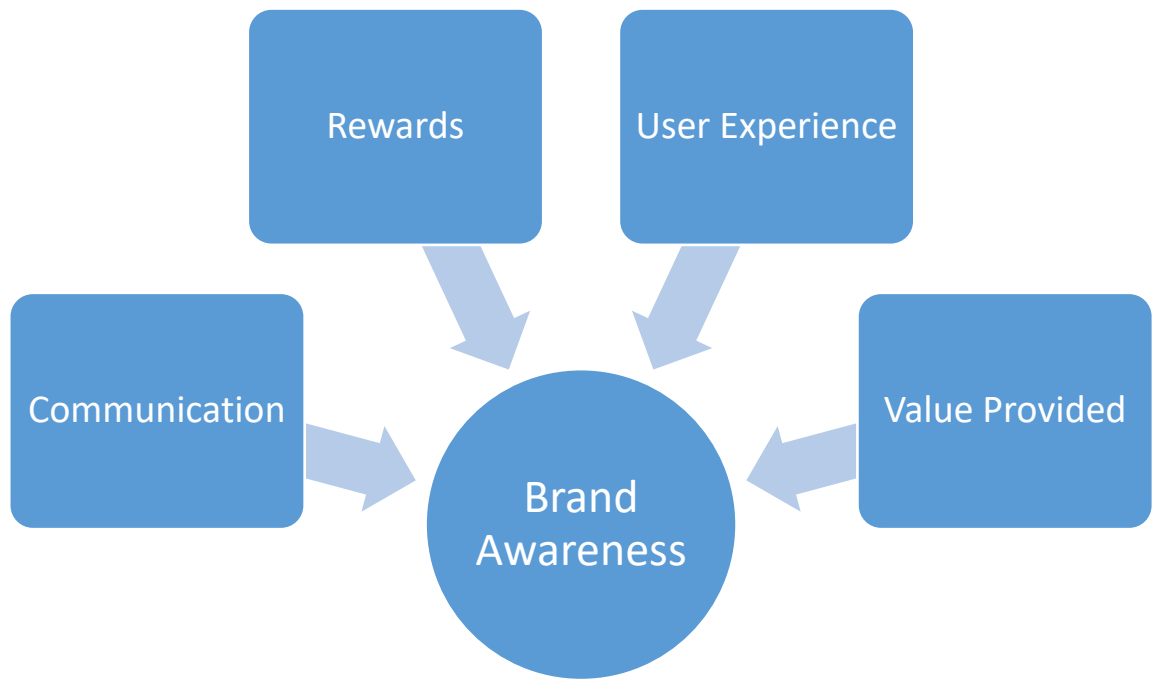 Rewards
User Experience
Communication
Value Provided
Brand
Awareness